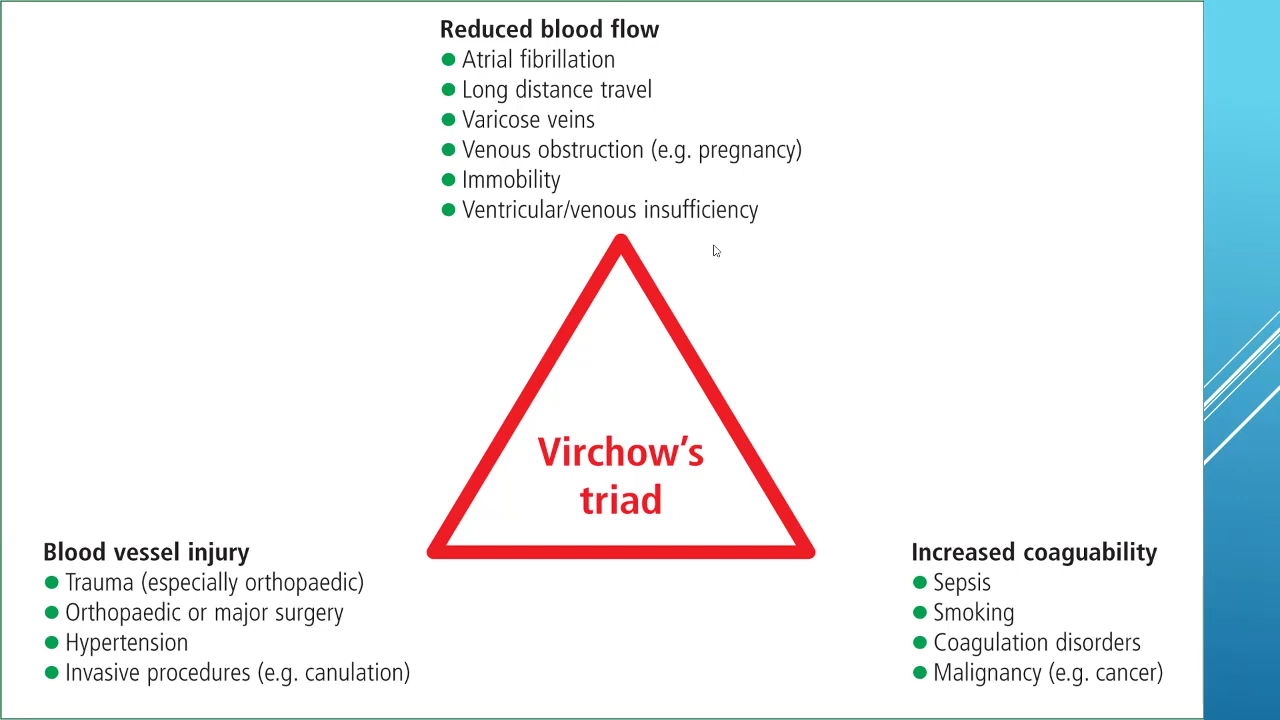 Reduced blood flow
● Atrial fibrillation
● Long distance travel
● Varicose veins
● Venous obstruction (e.g. pregnancy)
● Immobility
● Ventricular/venous insufficiency
Virchow's
triad
Blood vessel injury
● Trauma (especially orthopaedic)
● Orthopaedic or major surgery
● Hypertension
● Invasive procedures (e.g. canulation)
Increased coaguability
● Sepsis
● Smoking
● Coagulation disorders
● Malignancy (e.g. cancer)